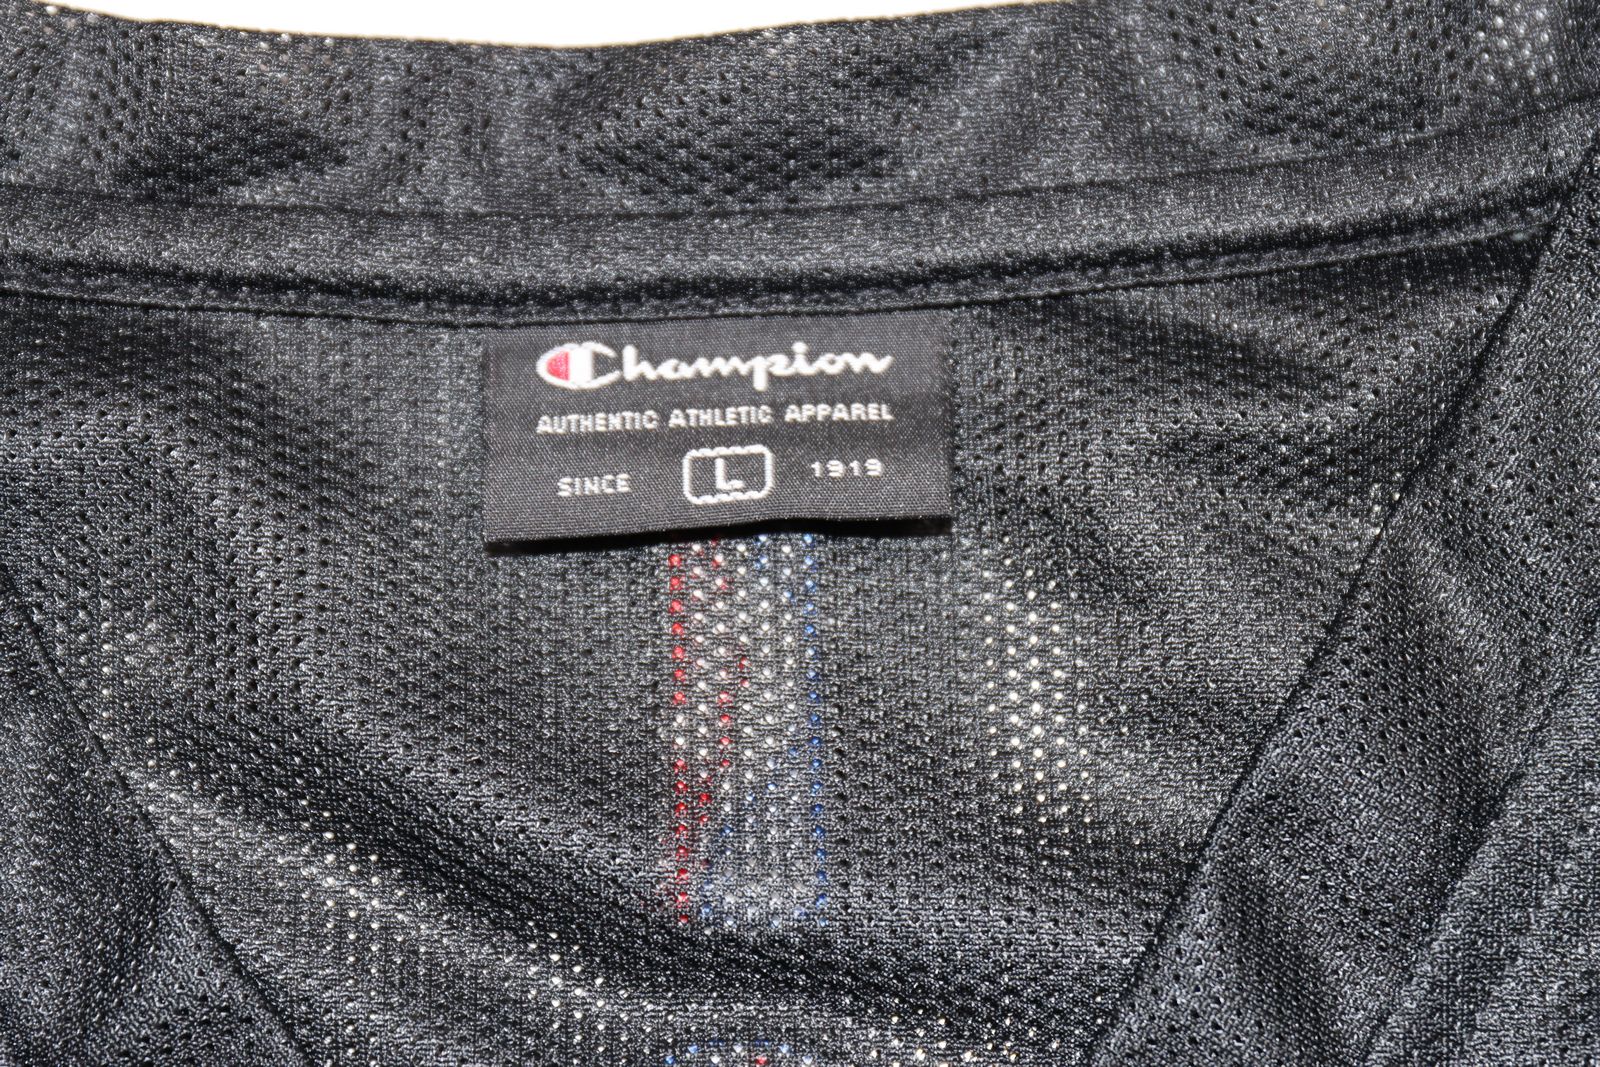 Champion
AUTHENTIC ATHLETIC APPAREL
SINCE L 1919